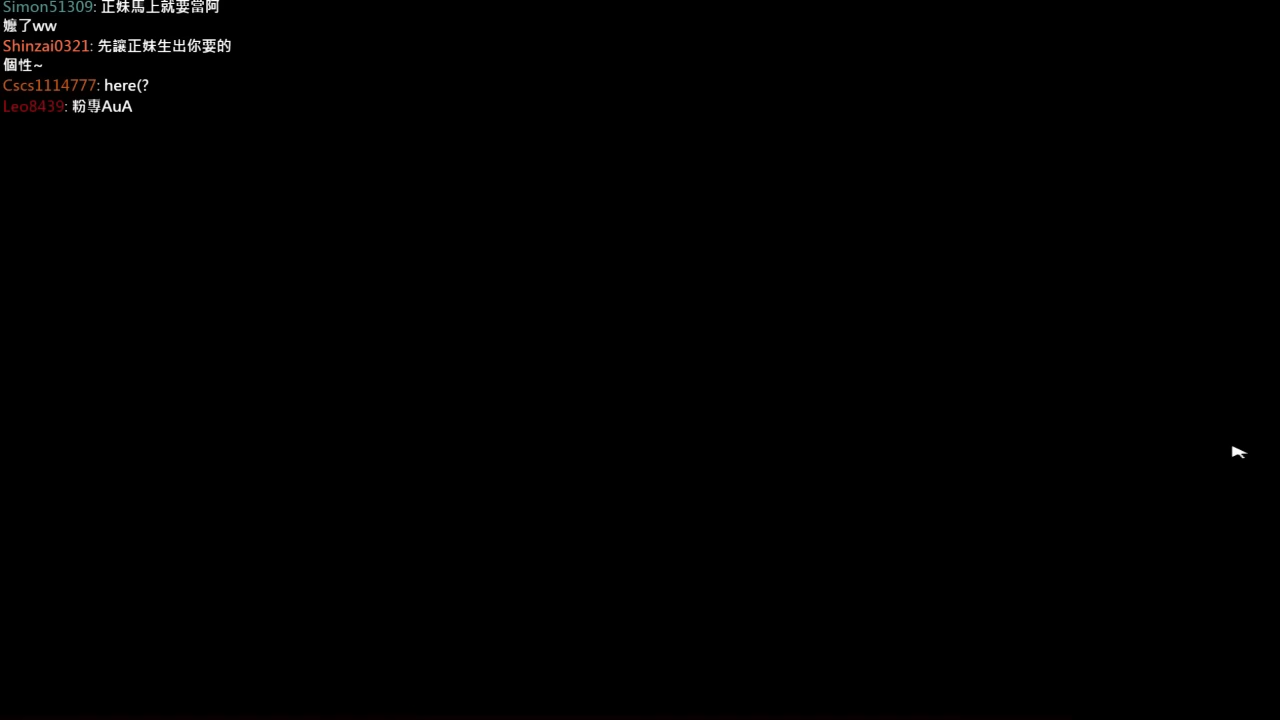 Simon51309: 正妹馬上就要當阿
嬤了ww
Shinzai0321: 先讓正妹生出你要的
個性~
Cscs1114777: here(?
Leo8439: 粉專AuA